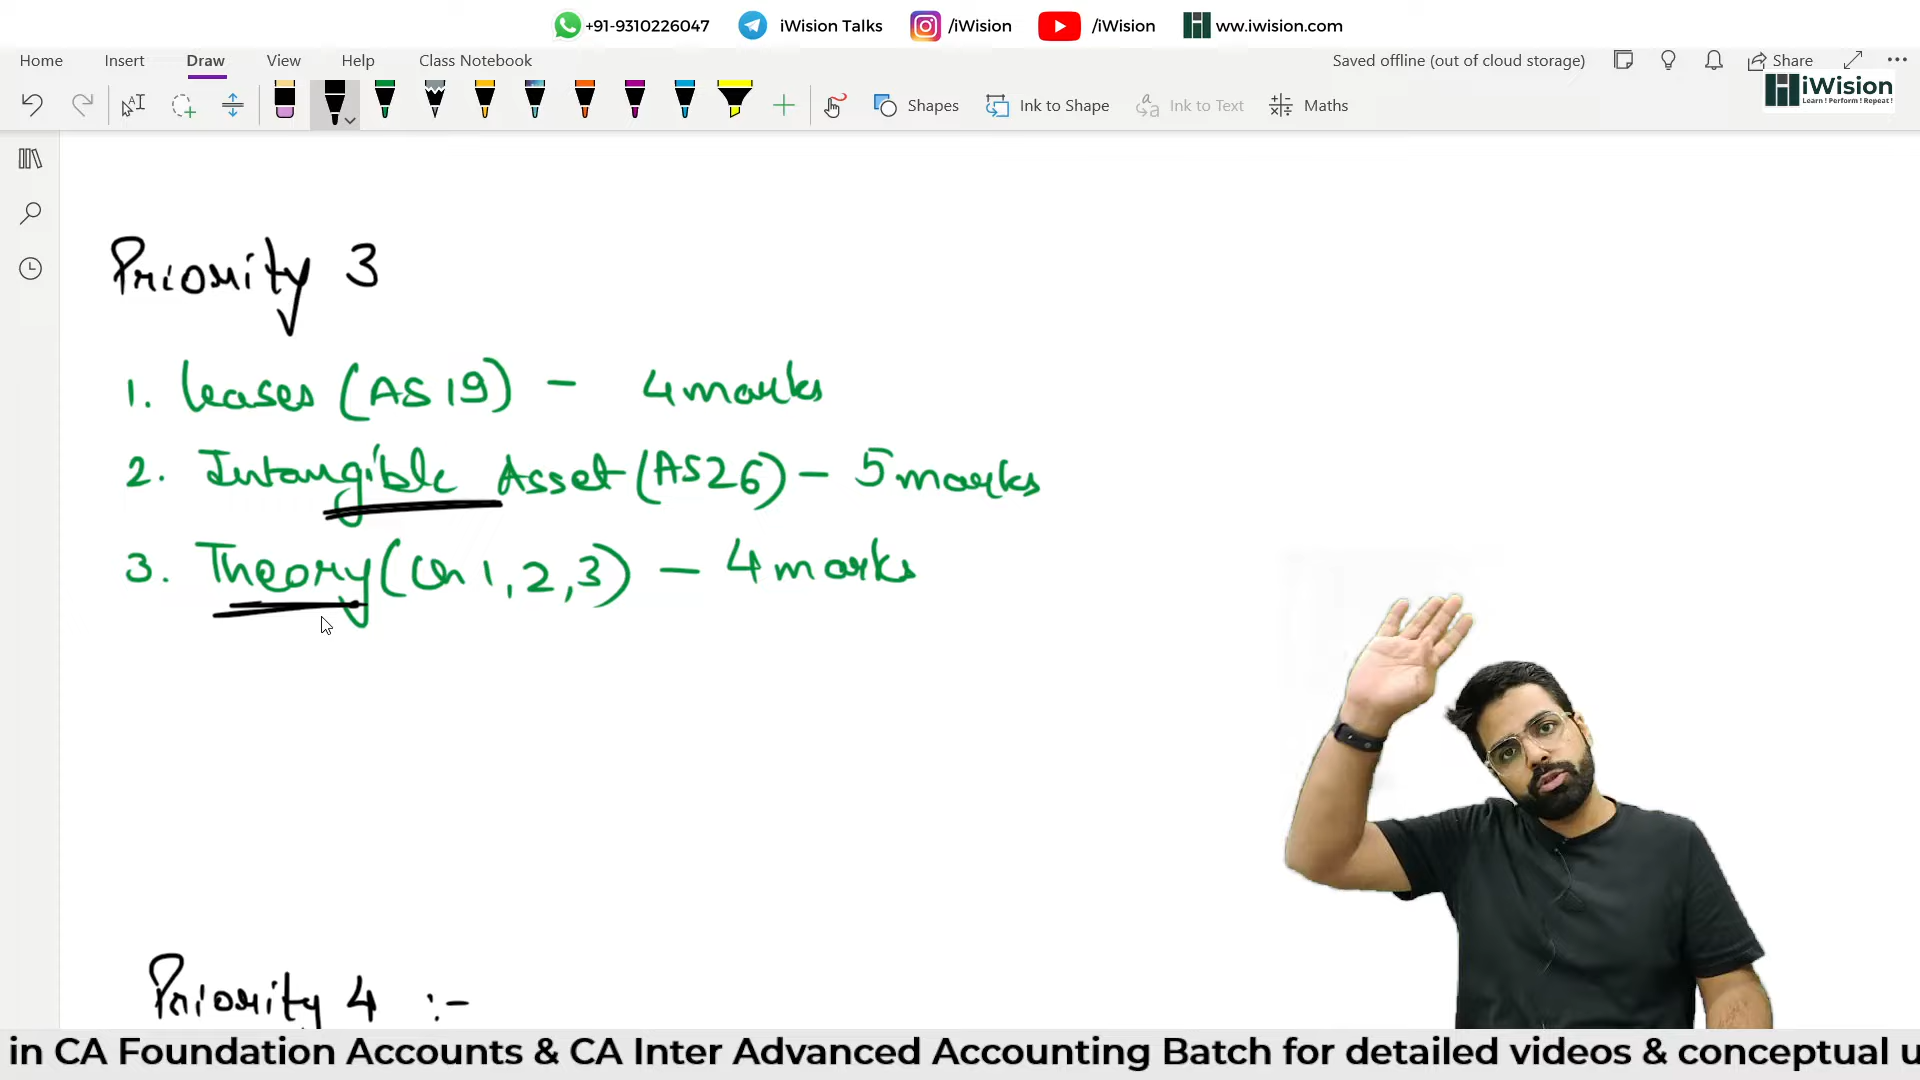 +91-9310226047 iWision Talks /iWision /iWision ww.iwision.com
Home Insert Draw View Help Class Notebook Saved offline (out of cloud storage) Share
Shapes Ink to Shape Ink to Text Maths
iWision
Learn ! Perform ! Repeat !
Priority 3
1. Leases (AS 19) - 4 marks
2. Intangible Asset (AS 26) - 5 marks
3. Theory (Ch 1, 2, 3) - 4 marks
Priority 4 :-
in CA Foundation Accounts & CA Inter Advanced Accounting Batch for detailed videos & conceptual u